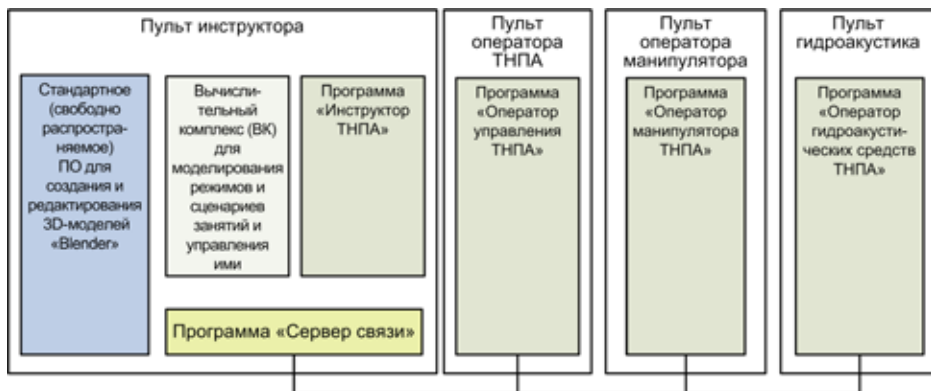 Пульт инструктора
Стандартное
(свободно
распростра-
няемое)
ПО для
создания и
редактирования
3D-моделей
«Blender»
Вычисли-
тельный
комплекс (ВК)
для
моделирования
режимов и
сценариев
занятий и
управления
ими
Программа
«Инструктор
ТНПА»
Программа «Сервер связи»
Пульт
оператора
ТНПА
Программа
«Оператор
управления
ТНПА»
Пульт
оператора
манипулятора
Программа
«Оператор
манипулятора
ТНПА»
Пульт
гидроакустика
Программа
«Оператор
гидроакусти-
ческих средств
ТНПА»